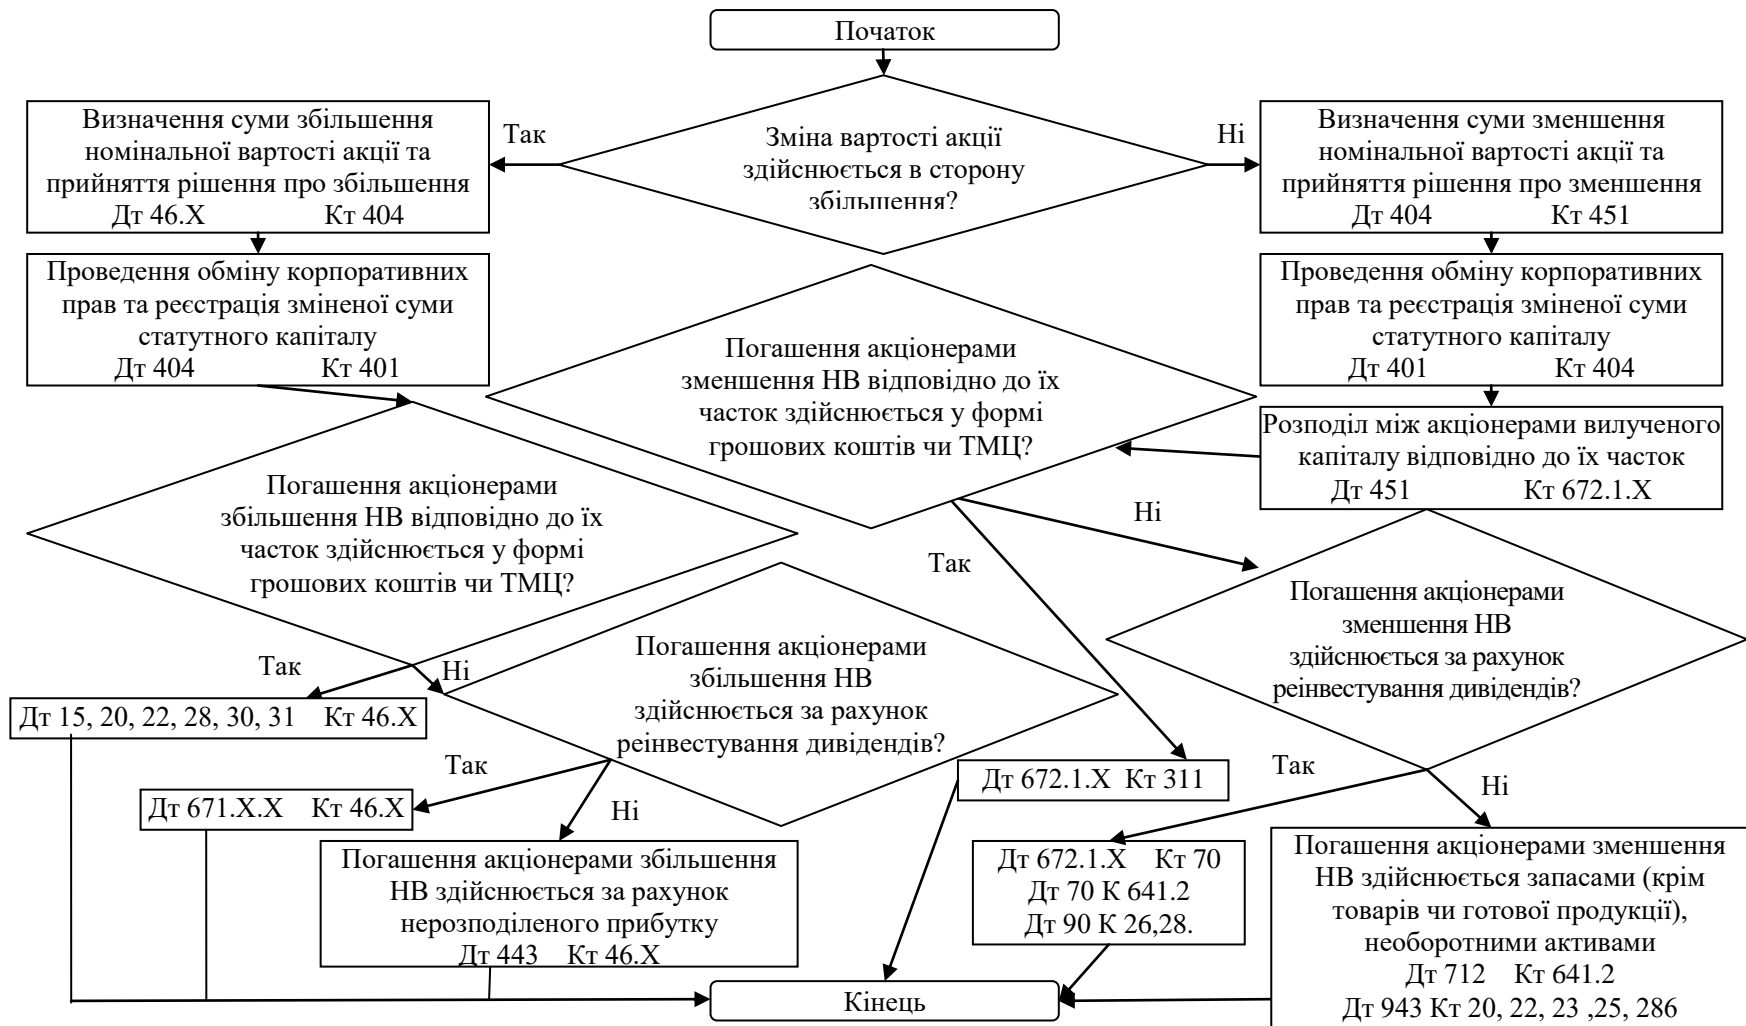 Початок
Зміна вартості акції
здійснюється в сторону
збільшення?
Так
Ні
Визначення суми збільшення
номінальної вартості акції та
прийняття рішення про збільшення
Дт 46.Х Кт 404
Визначення суми зменшення
номінальної вартості акції та
прийняття рішення про зменшення
Дт 404 Кт 451
Проведення обміну корпоративних
прав та реєстрація зміненої суми
статутного капіталу
Дт 404 Кт 401
Проведення обміну корпоративних
прав та реєстрація зміненої суми
статутного капіталу
Дт 401 Кт 404
Погашення акціонерами
зменшення НВ відповідно до їх
часток здійснюється у формі
грошових коштів чи ТМЦ?
Розподіл між акціонерами вилученого
капіталу відповідно до їх часток
Дт 451 Кт 672.1.Х
Погашення акціонерами
збільшення НВ відповідно до їх
часток здійснюється у формі
грошових коштів чи ТМЦ?
Ні
Так
Погашення акціонерами
зменшення НВ
здійснюється за рахунок
реінвестування дивідендів?
Погашення акціонерами
збільшення НВ
здійснюється за рахунок
реінвестування дивідендів?
Так
Ні
Дт 15, 20, 22, 28, 30, 31 Кт 46.Х
Так
Дт 671.Х.Х Кт 46.Х
Ні
Дт 672.1.Х Кт 311
Так
Ні
Погашення акціонерами збільшення
НВ здійснюється за рахунок
нерозподіленого прибутку
Дт 443 Кт 46.Х
Дт 672.1.Х Кт 70
Дт 70 К 641.2
Дт 90 К 26,28.
Погашення акціонерами зменшення
НВ здійснюється запасами (крім
товарів чи готової продукції),
необоротними активами
Дт 712 Кт 641.2
Дт 943 Кт 20, 22, 23 ,25, 286
Кінець